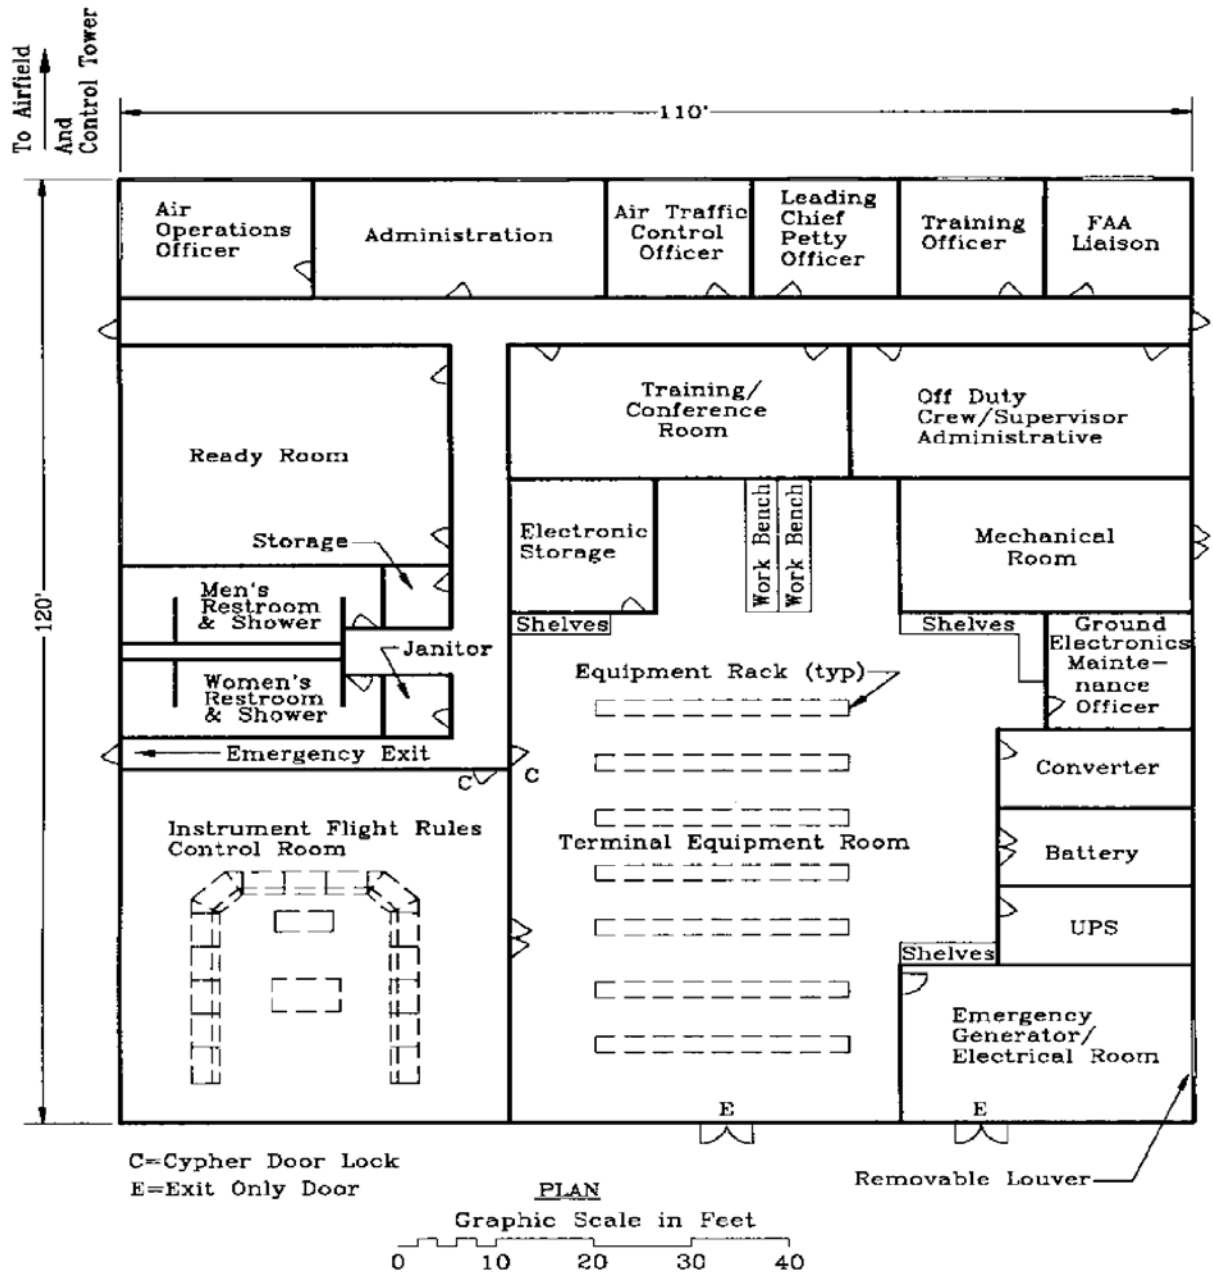 To Airfield
And
Control Tower
110'
120'
Air
Operations
Officer
Administration
Air Traffic
Control
Officer
Leading
Chief
Petty
Officer
Training
Officer
FAA
Liaison
Ready Room
Training/
Conference
Room
Off Duty
Crew/Supervisor
Administrative
Storage
Electronic
Storage
Work Bench
Work Bench
Mechanical
Room
Men's
Restroom
& Shower
Shelves
Shelves
Ground
Electronics
Mainte-
nance
Officer
Janitor
Women's
Restroom
& Shower
Equipment Rack (typ)
Emergency Exit
C
C
Converter
Instrument Flight Rules
Control Room
Terminal Equipment Room
Battery
UPS
Shelves
Emergency
Generator/
Electrical Room
E
E
C=Cypher Door Lock
E=Exit Only Door
Removable Louver
PLAN
Graphic Scale in Feet
0 10 20 30 40